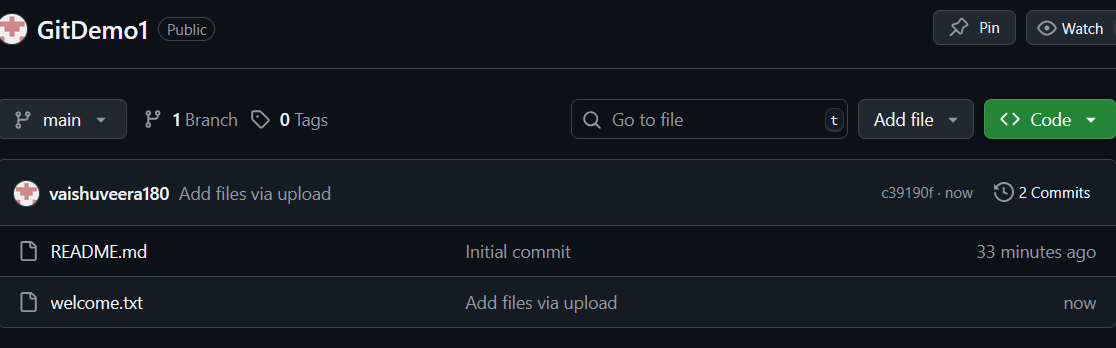 GitDemo1 Public Pin Watch
main 1 Branch 0 Tags Go to file t Add file Code
vaishuveera180 Add files via upload c39190f · now 2 Commits
README.md Initial commit 33 minutes ago
welcome.txt Add files via upload now